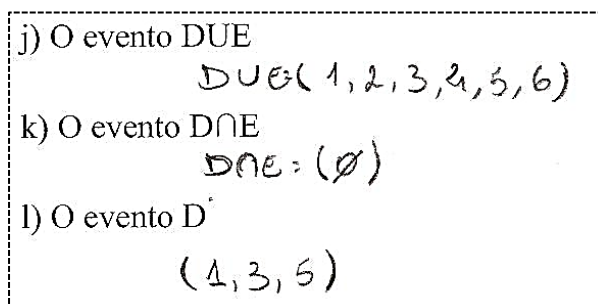 j) O evento DUE
DUE=( 1, 2, 3, 4, 5, 6)
k) O evento D∩E
D∩E = (∅)
l) O evento D'
(1, 3, 5)